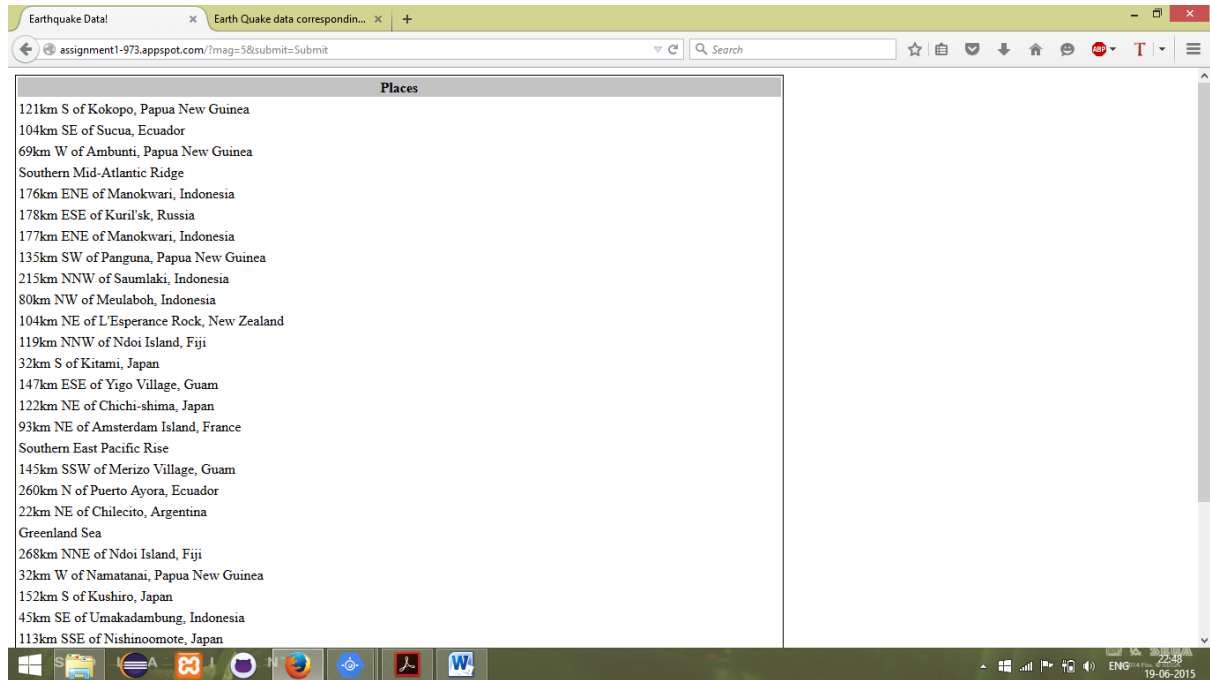 Earthquake Data!
Earth Quake data correspondin...
assignment1-973.appspot.com/?mag=5&submit=Submit
Search
ABP
T
Places
121km S of Kokopo, Papua New Guinea
104km SE of Sucua, Ecuador
69km W of Ambunti, Papua New Guinea
Southern Mid-Atlantic Ridge
176km ENE of Manokwari, Indonesia
178km ESE of Kuril'sk, Russia
177km ENE of Manokwari, Indonesia
135km SW of Panguna, Papua New Guinea
215km NNW of Saumlaki, Indonesia
80km NW of Meulaboh, Indonesia
104km NE of L'Esperance Rock, New Zealand
119km NNW of Ndoi Island, Fiji
32km S of Kitami, Japan
147km ESE of Yigo Village, Guam
122km NE of Chichi-shima, Japan
93km NE of Amsterdam Island, France
Southern East Pacific Rise
145km SSW of Merizo Village, Guam
260km N of Puerto Ayora, Ecuador
22km NE of Chilecito, Argentina
Greenland Sea
268km NNE of Ndoi Island, Fiji
32km W of Namatanai, Papua New Guinea
152km S of Kushiro, Japan
45km SE of Umakadambung, Indonesia
113km SSE of Nishinoomote, Japan
W
ENG
22:48
19-06-2015